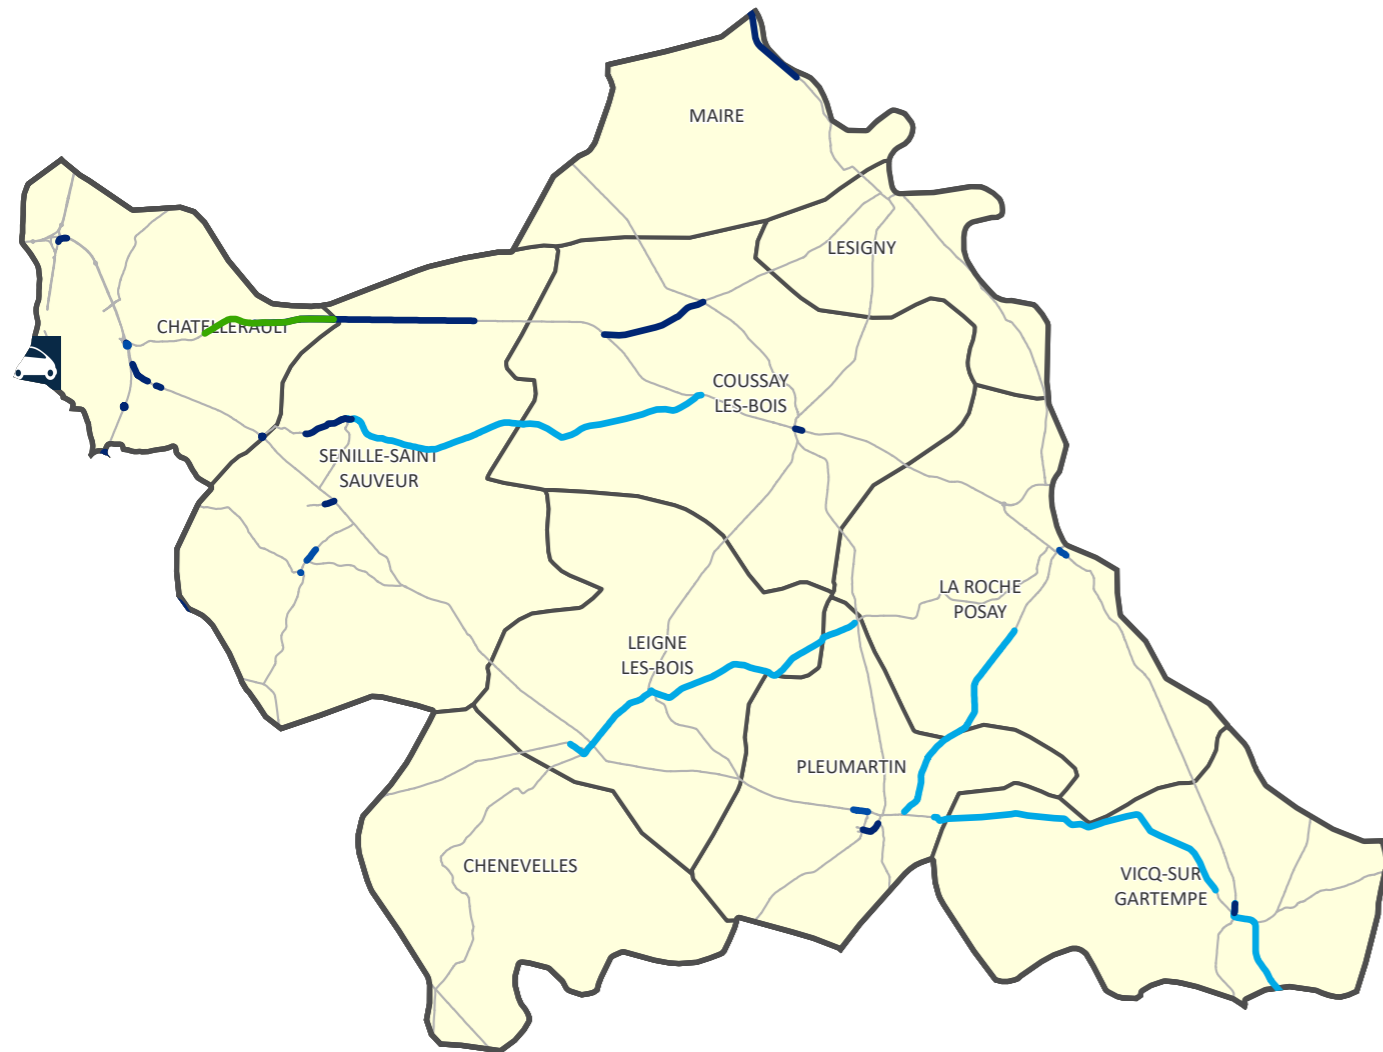 MAIRE
LESIGNY
CHATELLERAULT
COUSSAY
LES-BOIS
SENILLE-SAINT
SAUVEUR
LA ROCHE
POSAY
LEIGNE
LES-BOIS
PLEUMARTIN
CHENEVELLES
VICQ-SUR
GARTEMPE